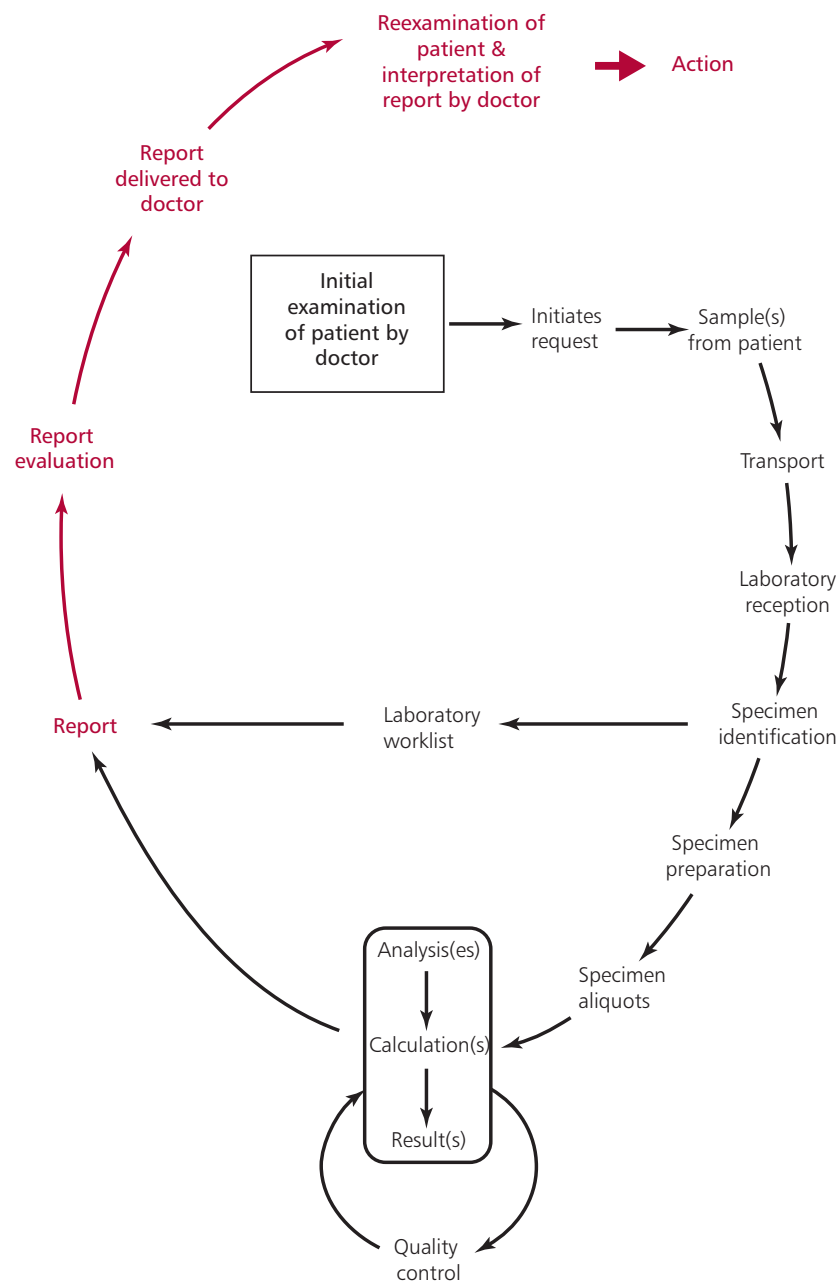 Reexamination of
patient &
interpretation of
report by doctor
Action
Report
delivered to
doctor
Initial
examination
of patient by
doctor
Initiates
request
Sample(s)
from patient
Transport
Report
evaluation
Laboratory
reception
Specimen
identification
Laboratory
worklist
Report
Specimen
preparation
Specimen
aliquots
Analysis(es)
Calculation(s)
Result(s)
Quality
control